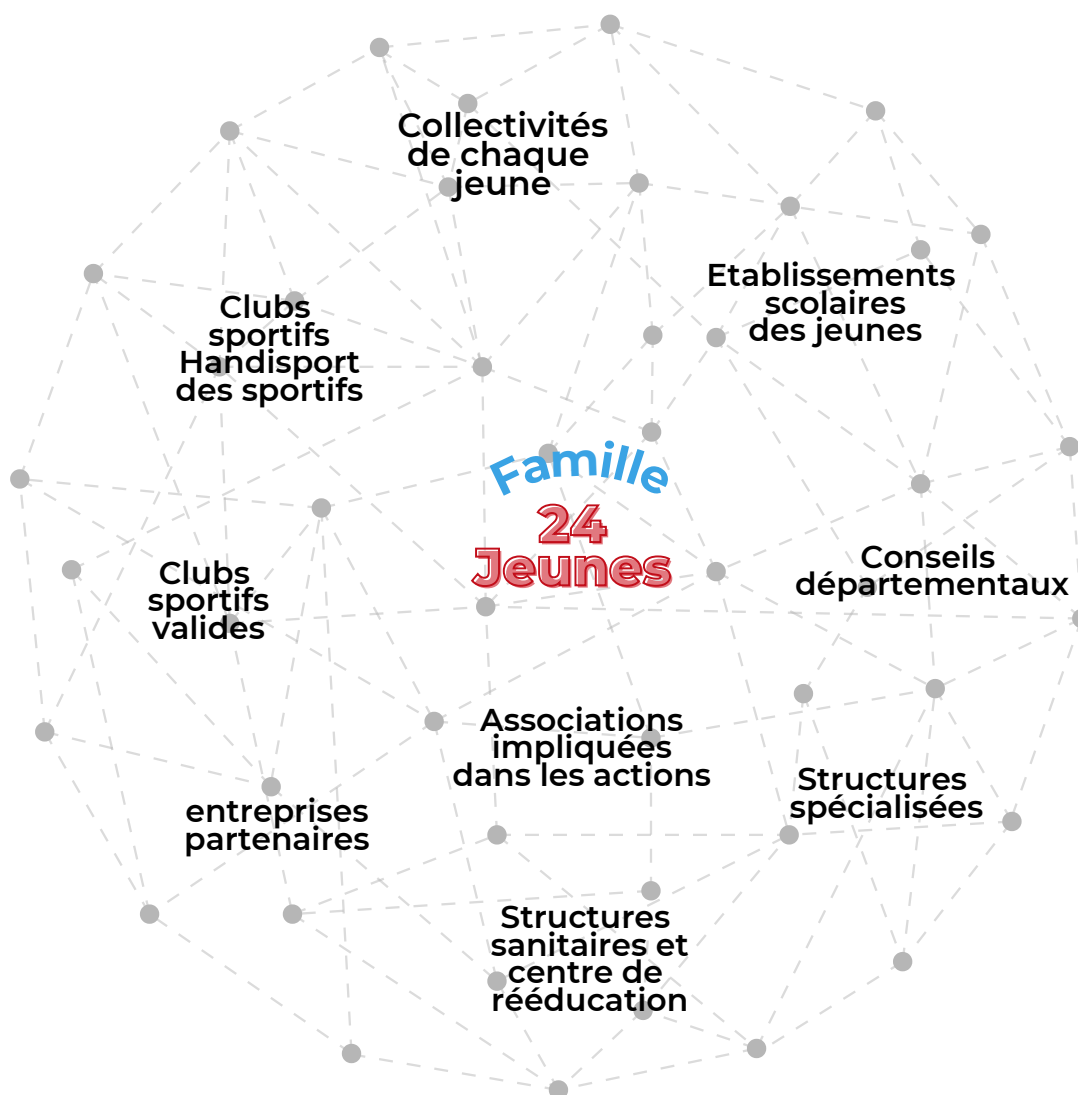 Collectivités
de chaque
jeune
Etablissements
scolaires
des jeunes
Clubs
sportifs
Handisport
des sportifs
Famille
24
Jeunes
Conseils
départementaux
Clubs
sportifs
valides
Associations
impliquées
dans les actions
Structures
spécialisées
entreprises
partenaires
Structures
sanitaires et
centre de
rééducation